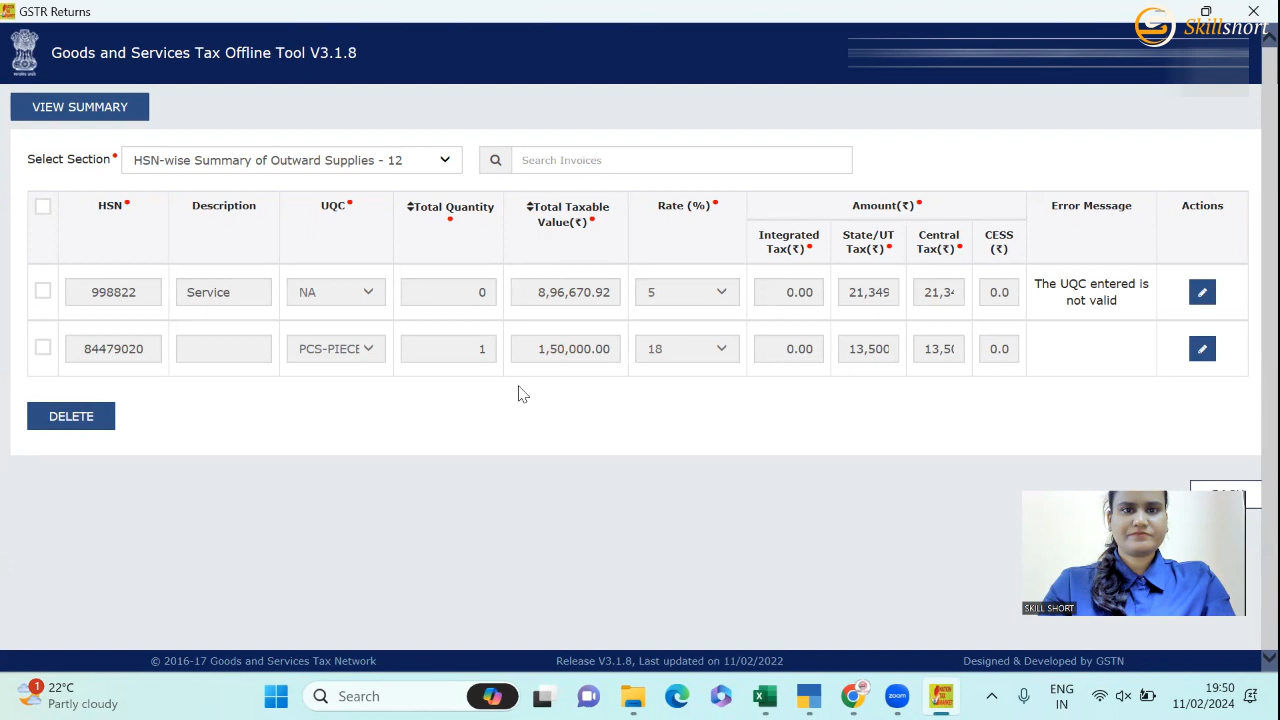 GSTR Returns
Skillshort
Goods and Services Tax Offline Tool V3.1.8
VIEW SUMMARY
Select Section
HSN-wise Summary of Outward Supplies - 12
Search Invoices
HSN
Description
UQC
Total Quantity
Total Taxable Value(₹)
Rate (%)
Amount(₹)
Error Message
Actions
Integrated Tax(₹)
State/UT Tax(₹)
Central Tax(₹)
CESS (₹)
998822 Service NA 0 8,96,670.92 5 0.00 21,349 21,34 0.0 The UQC entered is not valid
84479020 PCS-PIECE 1 1,50,000.00 18 0.00 13,500 13,50 0.0
DELETE
SKILL SHORT
© 2016-17 Goods and Services Tax Network
Release V3.1.8, Last updated on 11/02/2022
Designed & Developed by GSTN
1
22°C
Partly cloudy
Search
zoom
ENG
IN
19:50
11/02/2024